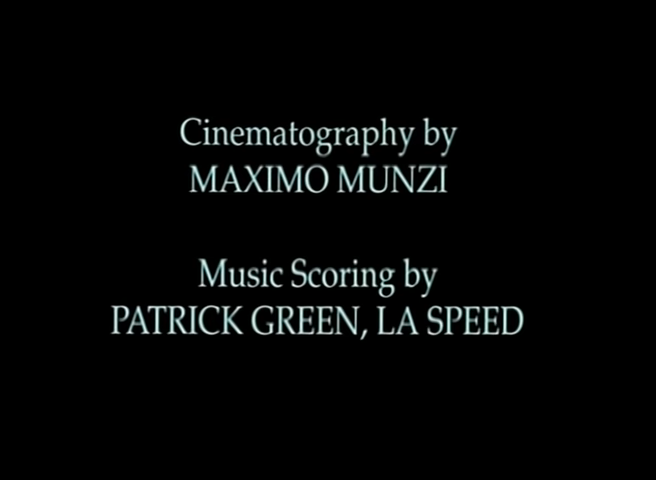 Cinematography by
MAXIMO MUNZI
Music Scoring by
PATRICK GREEN, LA SPEED